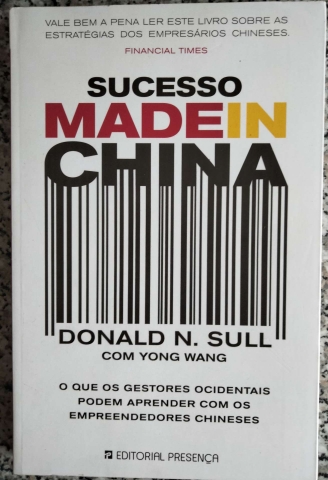 VALE BEM A PENA LER ESTE LIVRO SOBRE AS
ESTRATÉGIAS DOS EMPRESÁRIOS CHINESES.
FINANCIAL TIMES
SUCESSO
MADEIN
CHINA
DONALD N. SULL
COM YONG WANG
O QUE OS GESTORES OCIDENTAIS
PODEM APRENDER COM OS
EMPREENDEDORES CHINESES
EDITORIAL PRESENÇA